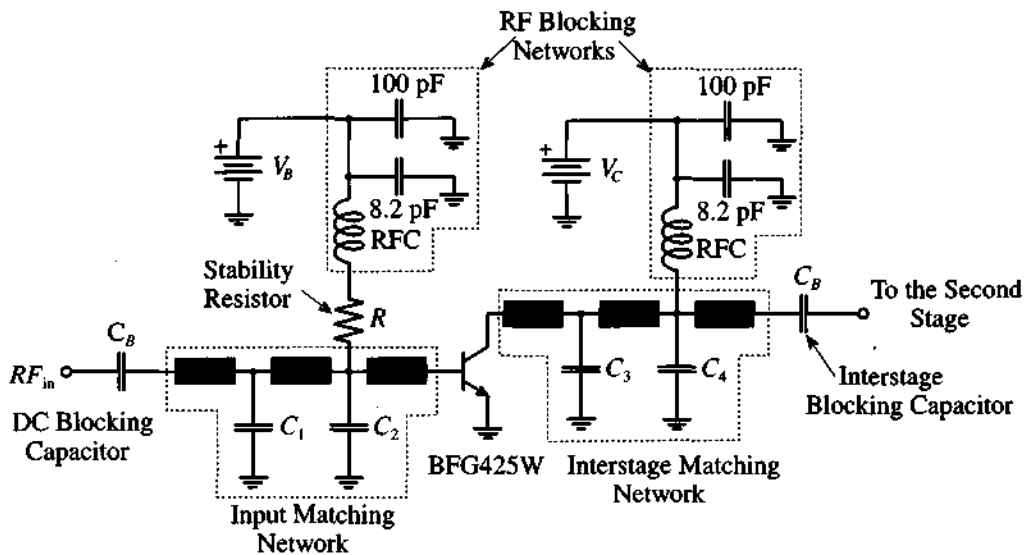 RF Blocking
Networks
100 pF
100 pF
+
V_B
+
V_C
8.2 pF
8.2 pF
RFC
RFC
Stability
Resistor
R
C_B
C_B
To the Second
Stage
RF_in
C_3
C_4
Interstage
Blocking Capacitor
DC Blocking
Capacitor
C_1
C_2
BFG425W
Interstage Matching
Network
Input Matching
Network